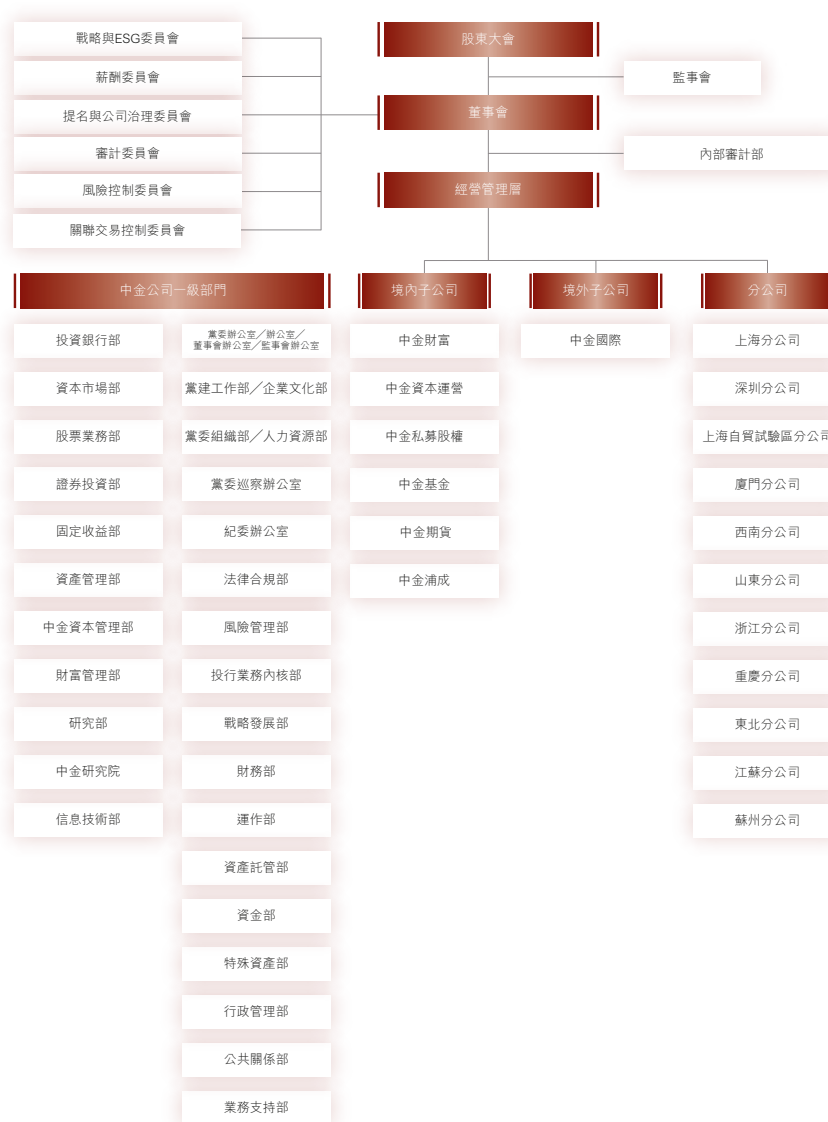 戰略與ESG委員會
薪酬委員會
提名與公司治理委員會
審計委員會
風險控制委員會
關聯交易控制委員會
股東大會
監事會
董事會
內部審計部
經營管理層
中金公司一級部門
投資銀行部
資本市場部
股票業務部
證券投資部
固定收益部
資產管理部
中金資本管理部
財富管理部
研究部
中金研究院
信息技術部
黨委辦公室／辦公室／
董事會辦公室／監事會辦公室
黨建工作部／企業文化部
黨委組織部／人力資源部
黨委巡察辦公室
紀委辦公室
法律合規部
風險管理部
投行業務內核部
戰略發展部
財務部
運作部
資產託管部
資金部
特殊資產部
行政管理部
公共關係部
業務支持部
境內子公司
中金財富
中金資本運營
中金私募股權
中金基金
中金期貨
中金浦成
境外子公司
中金國際
分公司
上海分公司
深圳分公司
上海自貿試驗區分公司
廈門分公司
西南分公司
山東分公司
浙江分公司
重慶分公司
東北分公司
江蘇分公司
蘇州分公司